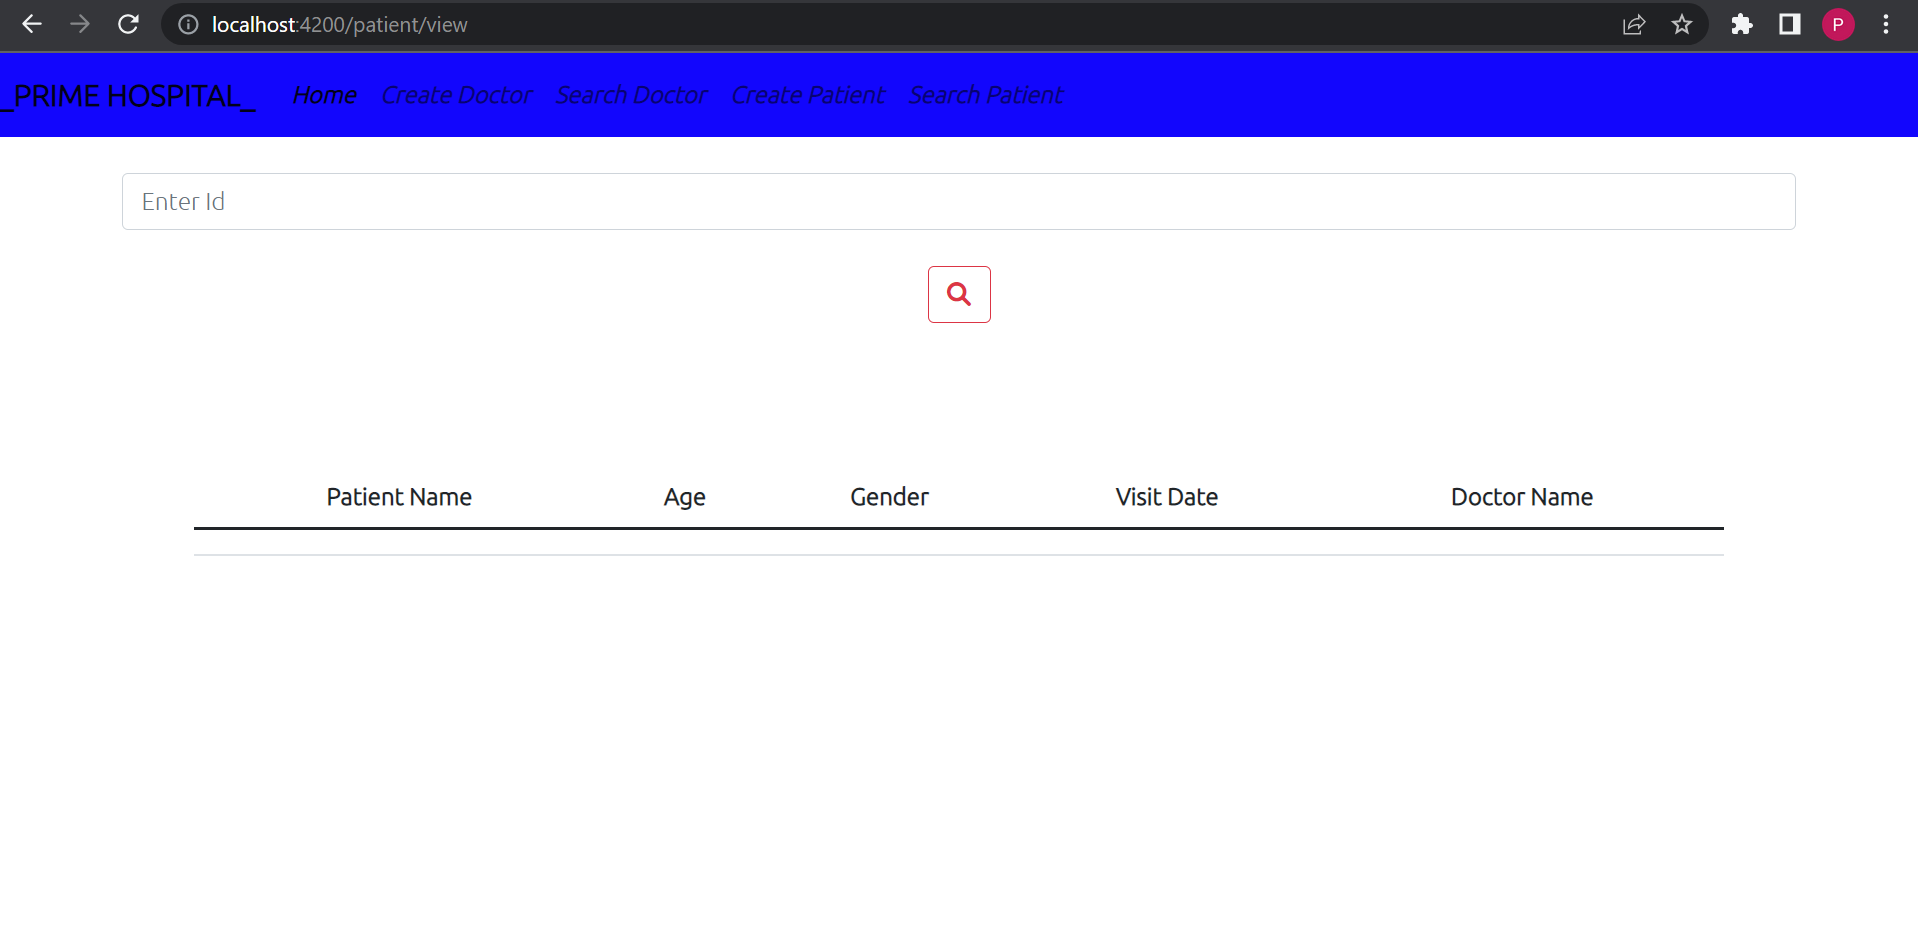 localhost:4200/patient/view
P
_PRIME HOSPITAL_ Home Create Doctor Search Doctor Create Patient Search Patient
Enter Id
Patient Name Age Gender Visit Date Doctor Name